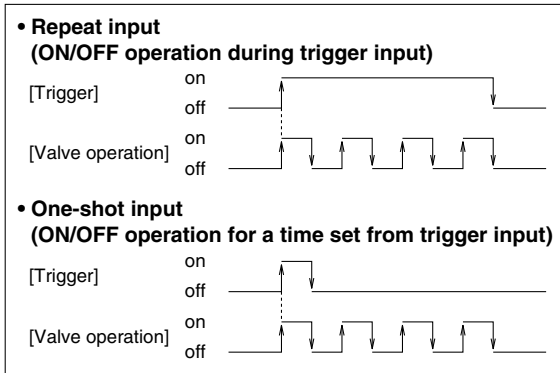 • Repeat input
(ON/OFF operation during trigger input)
on
[Trigger]
off
on
[Valve operation]
off
• One-shot input
(ON/OFF operation for a time set from trigger input)
on
[Trigger]
off
on
[Valve operation]
off